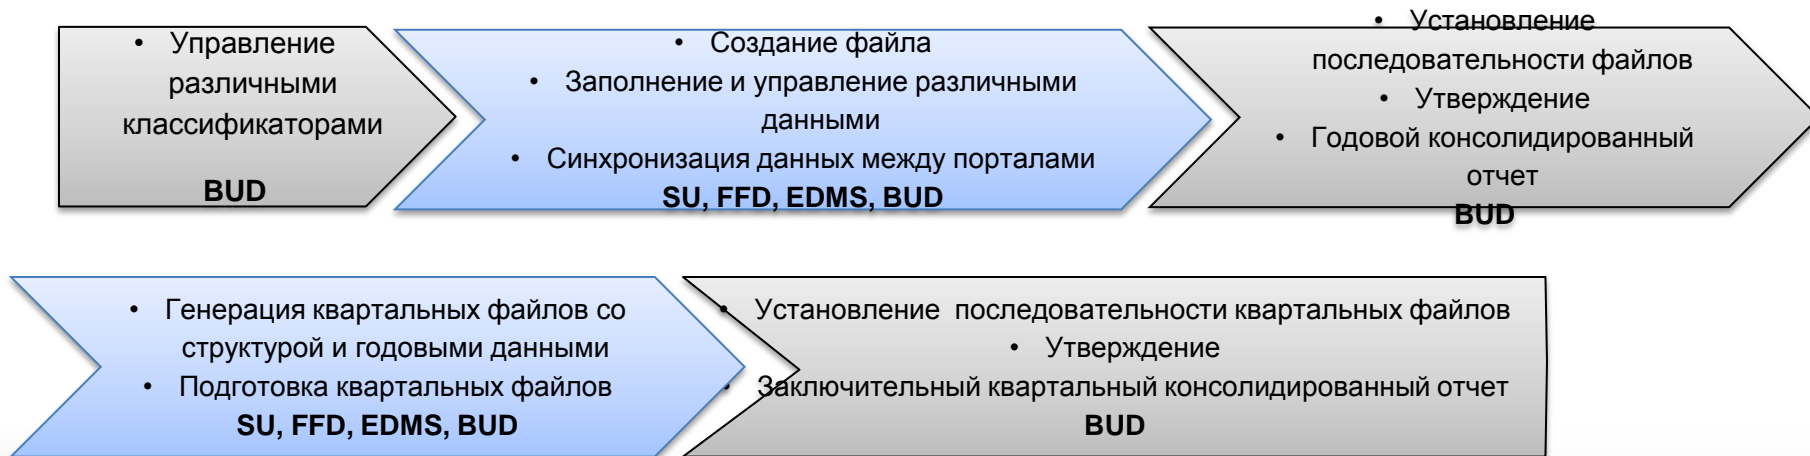 • Управление
различными
классификаторами
BUD
• Создание файла
• Заполнение и управление различными
данными
• Синхронизация данных между порталами
SU, FFD, EDMS, BUD
• Установление
последовательности файлов
• Утверждение
• Годовой консолидированный
отчет
BUD
• Генерация квартальных файлов со
структурой и годовыми данными
• Подготовка квартальных файлов
SU, FFD, EDMS, BUD
• Установление последовательности квартальных файлов
• Утверждение
• Заключительный квартальный консолидированный отчет
BUD